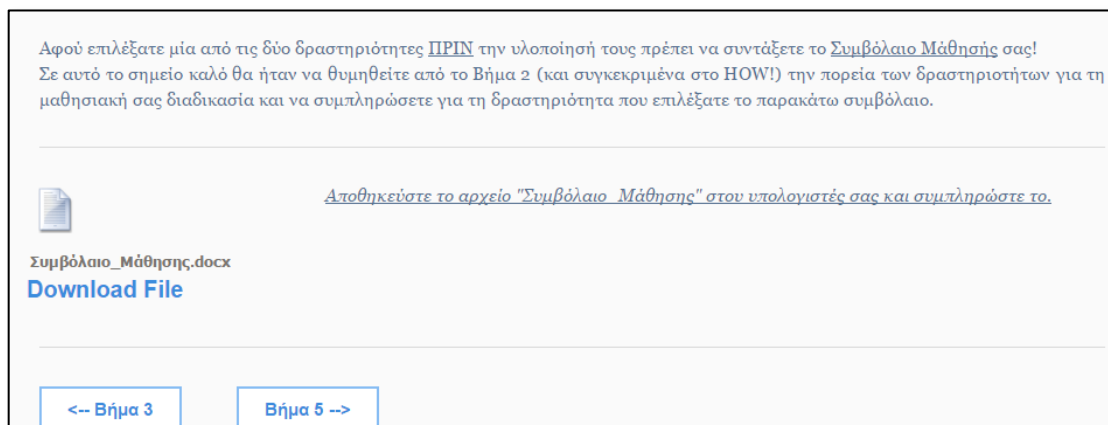 Αφού επιλέξατε μία από τις δύο δραστηριότητες ΠΡΙΝ την υλοποίησή τους πρέπει να συντάξετε το Συμβόλαιο Μάθησής σας!
Σε αυτό το σημείο καλό θα ήταν να θυμηθείτε από το Βήμα 2 (και συγκεκριμένα στο HOW!) την πορεία των δραστηριοτήτων για τη
μαθησιακή σας διαδικασία και να συμπληρώσετε για τη δραστηριότητα που επιλέξατε το παρακάτω συμβόλαιο.
Αποθηκεύστε το αρχείο "Συμβόλαιο_Μάθησης" στου υπολογιστές σας και συμπληρώστε το.
Συμβόλαιο_Μάθησης.docx
Download File
<-- Βήμα 3
Βήμα 5 -->